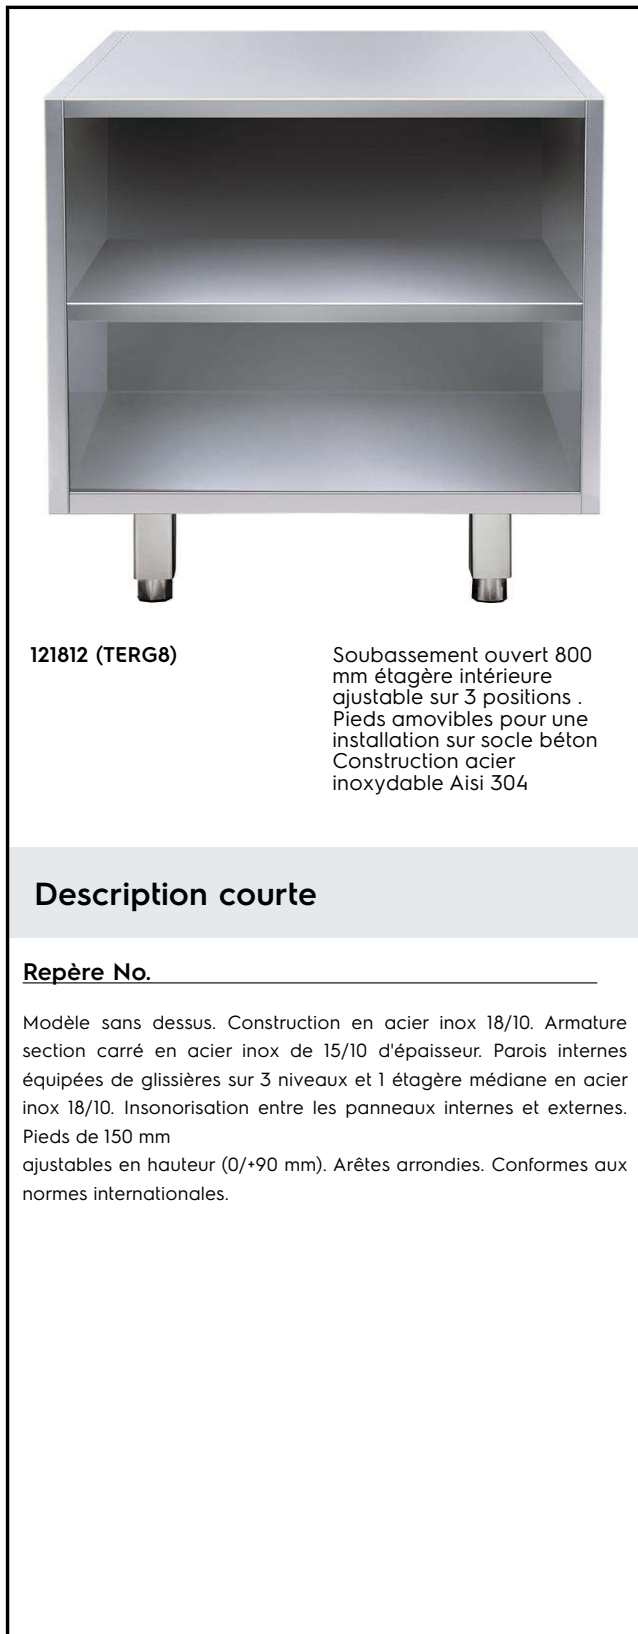 121812 (TERG8)
Soubassement ouvert 800
mm étagère intérieure
ajustable sur 3 positions .
Pieds amovibles pour une
installation sur socle béton
Construction acier
inoxydable Aisi 304
Description courte
Repère No.
Modèle sans dessus. Construction en acier inox 18/10. Armature
section carré en acier inox de 15/10 d'épaisseur. Parois internes
équipées de glissières sur 3 niveaux et 1 étagère médiane en acier
inox 18/10. Insonorisation entre les panneaux internes et externes.
Pieds de 150 mm
ajustables en hauteur (0/+90 mm). Arêtes arrondies. Conformes aux
normes internationales.